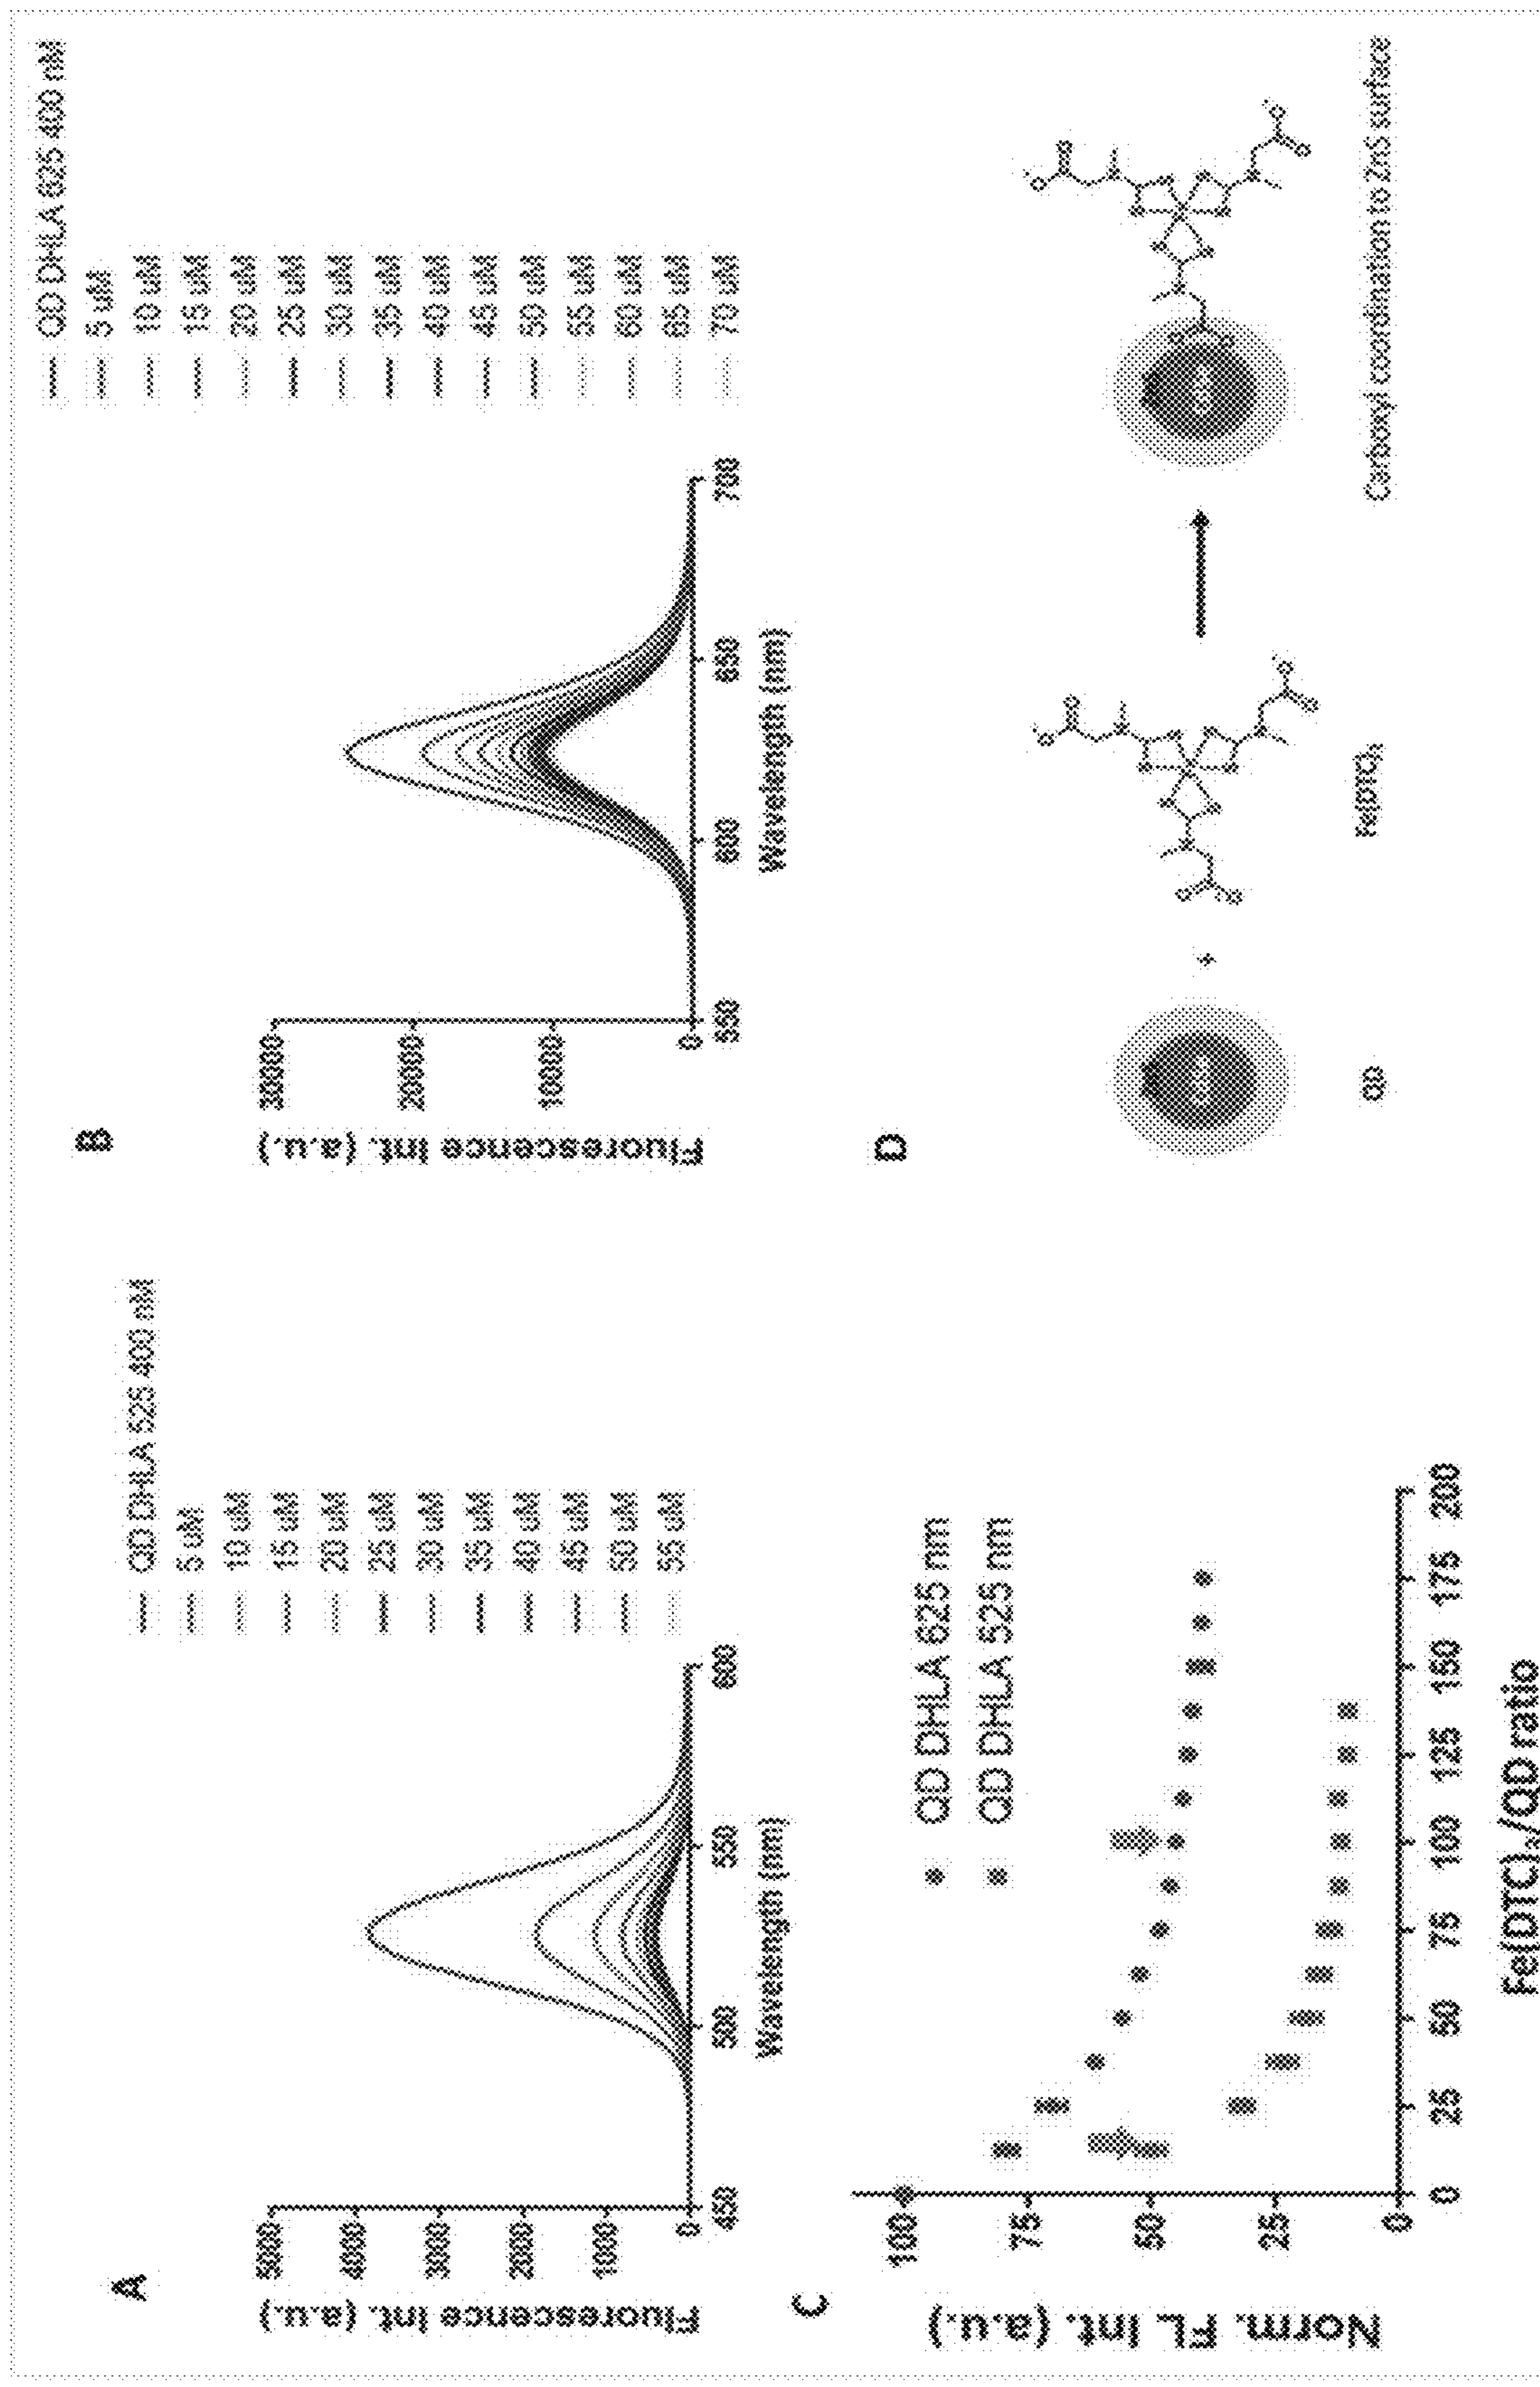 A
Fluorescence Int. (a.u.)
5000
4000
3000
2000
1000
0
450
500
550
600
Wavelength (nm)
QD DHLA 525 400 nM
5 uM
10 uM
15 uM
20 uM
25 uM
30 uM
35 uM
40 uM
45 uM
50 uM
55 uM
B
Fluorescence Int. (a.u.)
30000
20000
10000
0
550
600
650
700
Wavelength (nm)
QD DHLA 625 400 nM
5 uM
10 uM
15 uM
20 uM
25 uM
30 uM
35 uM
40 uM
45 uM
50 uM
55 uM
60 uM
65 uM
70 uM
C
Norm. FL Int. (a.u.)
100
75
50
25
0
0
25
50
75
100
125
150
175
200
Fe(DTC)₃/QD ratio
QD DHLA 625 nm
QD DHLA 525 nm
D
QD
+
Fe(DTC)₃
Carboxyl coordination to ZnS surface